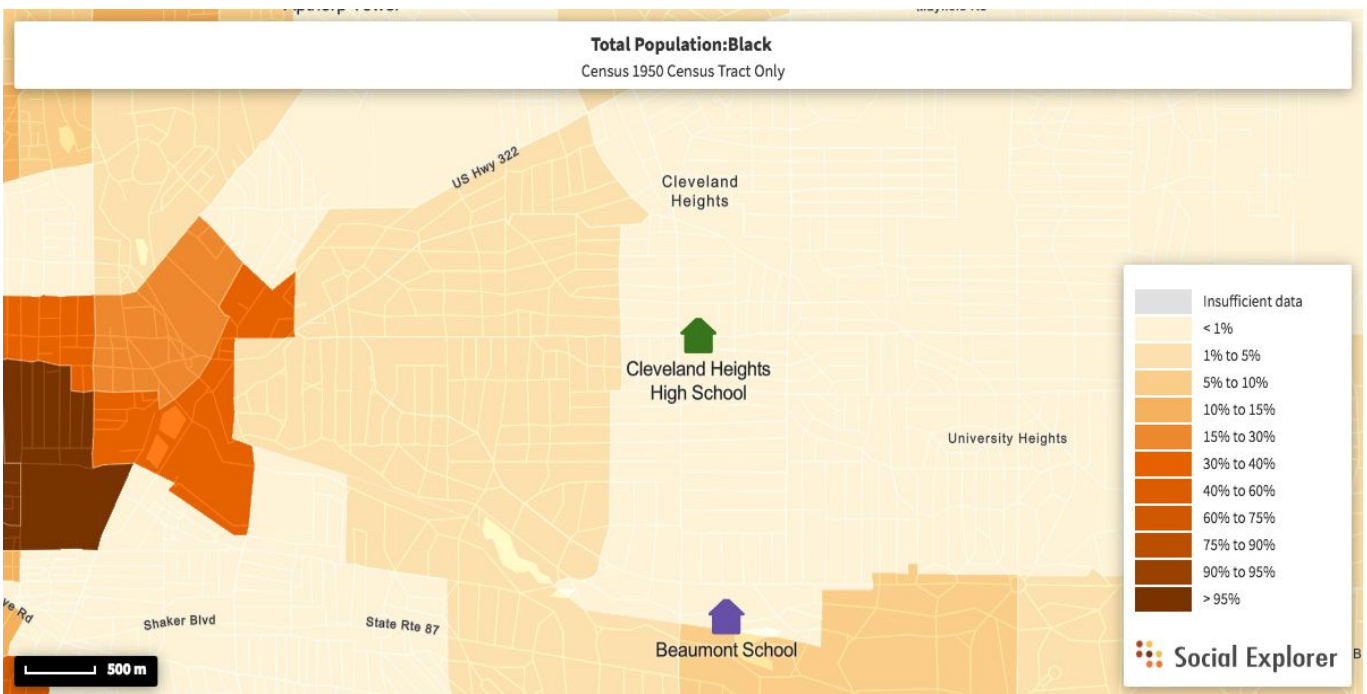 Total Population:Black
Census 1950 Census Tract Only
US Hwy 322
Cleveland
Heights
Cleveland Heights
High School
University Heights
Insufficient data
< 1%
1% to 5%
5% to 10%
10% to 15%
15% to 30%
30% to 40%
40% to 60%
60% to 75%
75% to 90%
90% to 95%
> 95%
Shaker Blvd
State Rte 87
Beaumont School
500 m
Social Explorer